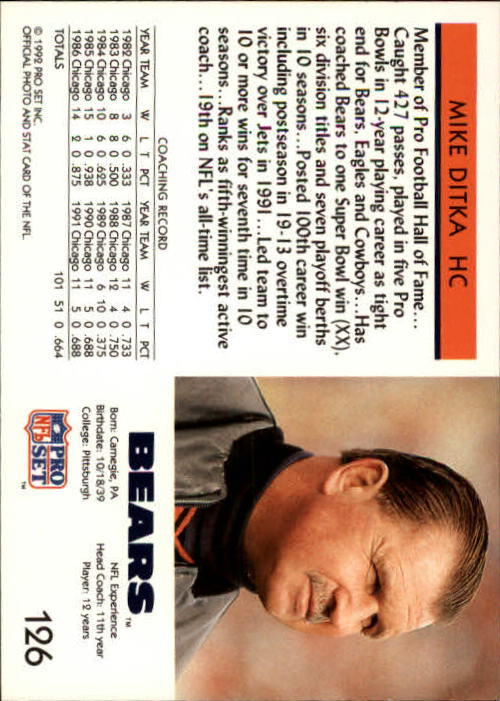 MIKE DITKA HC
Member of Pro Football Hall of Fame...
Caught 427 passes, played in five Pro
Bowls in 12-year playing career as tight
end for Bears, Eagles and Cowboys...Has
coached Bears to one Super Bowl win (XX),
six division titles and seven playoff berths
in 10 seasons...Posted 100th career win
including postseason in 19-13 overtime
victory over Jets in 1991...Led team to
10 or more wins for seventh time in 10
seasons...Ranks as fifth-winningest active
coach...19th on NFL's all-time list.
COACHING RECORD
YEAR TEAM W L T PCT YEAR TEAM W L T PCT
1982 Chicago 3 6 0 .333 1987 Chicago 11 4 0 .733
1983 Chicago 8 8 0 .500 1988 Chicago 12 4 0 .750
1984 Chicago 10 6 0 .625 1989 Chicago 6 10 0 .375
1985 Chicago 15 1 0 .938 1990 Chicago 11 5 0 .688
1986 Chicago 14 2 0 .875 1991 Chicago 11 5 0 .688
TOTALS 101 51 0 .664
© 1992 PRO SET INC.
OFFICIAL PHOTO AND STAT CARD OF THE NFL.
BEARS™
Born: Carnegie, PA
Birthdate: 10/18/39
College: Pittsburgh
NFL Experience
Head Coach: 11th year
Player: 12 years
PRO
NFL
SET™
126